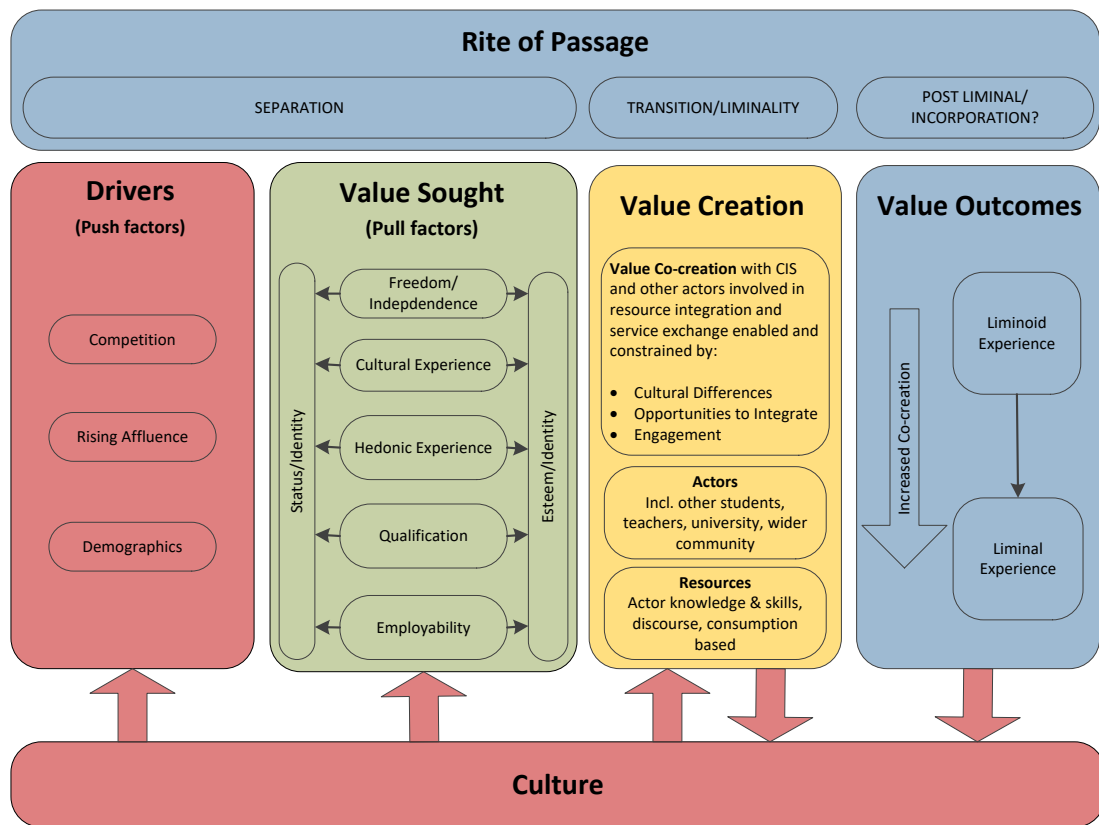 Rite of Passage
SEPARATION
TRANSITION/LIMINALITY
POST LIMINAL/
INCORPORATION?
Drivers
(Push factors)
Competition
Rising Affluence
Demographics
Value Sought
(Pull factors)
Status/Identity
Freedom/
Indepdendence
Cultural Experience
Hedonic Experience
Qualification
Employability
Esteem/Identity
Value Creation
Value Co-creation with CIS
and other actors involved in
resource integration and
service exchange enabled and
constrained by:
• Cultural Differences
• Opportunities to Integrate
• Engagement
Actors
Incl. other students,
teachers, university, wider
community
Resources
Actor knowledge & skills,
discourse, consumption
based
Value Outcomes
Increased Co-creation
Liminoid
Experience
Liminal
Experience
Culture